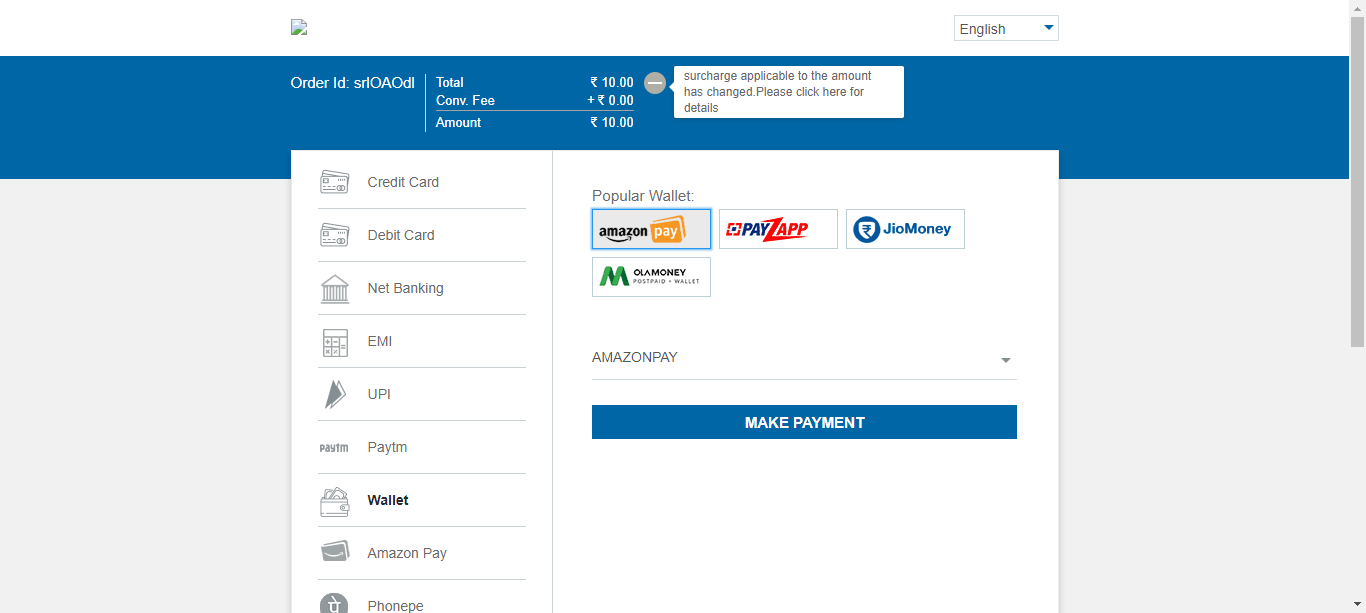 English
Order Id: srIOAOdl
Total ₹ 10.00
Conv. Fee + ₹ 0.00
Amount ₹ 10.00
surcharge applicable to the amount
has changed.Please click here for
details
Credit Card
Debit Card
Net Banking
EMI
UPI
paytm Paytm
Wallet
Amazon Pay
पे Phonepe
Popular Wallet:
amazon pay
PAYZAPP
JioMoney
OLAMONEY
POSTPAID + WALLET
AMAZONPAY
MAKE PAYMENT